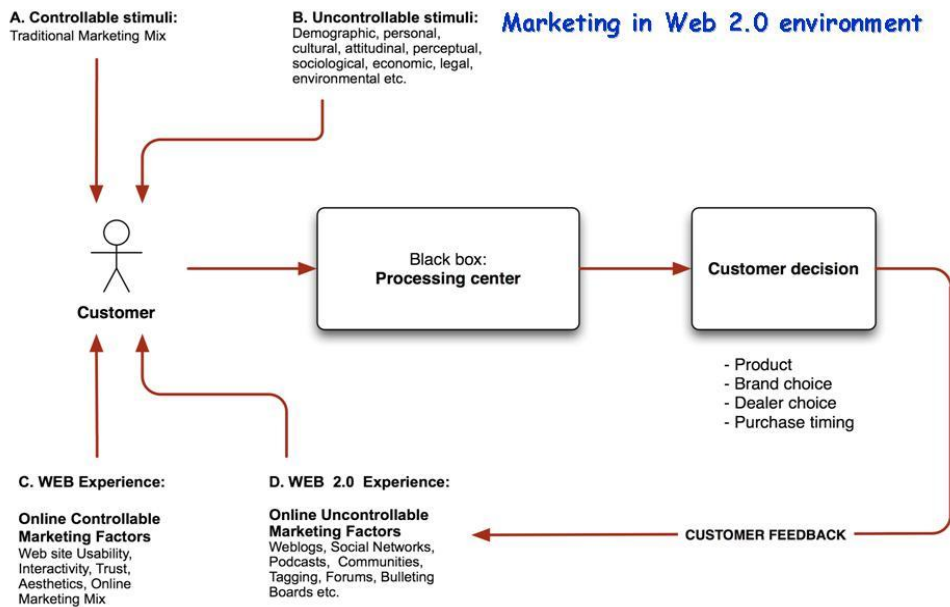 Marketing in Web 2.0 environment
A. Controllable stimuli:
Traditional Marketing Mix
B. Uncontrollable stimuli:
Demographic, personal,
cultural, attitudinal, perceptual,
sociological, economic, legal,
environmental etc.
Customer
Black box:
Processing center
Customer decision
- Product
- Brand choice
- Dealer choice
- Purchase timing
C. WEB Experience:
Online Controllable
Marketing Factors
Web site Usability,
Interactivity, Trust,
Aesthetics, Online
Marketing Mix
D. WEB 2.0 Experience:
Online Uncontrollable
Marketing Factors
Weblogs, Social Networks,
Podcasts, Communities,
Tagging, Forums, Bulleting
Boards etc.
CUSTOMER FEEDBACK